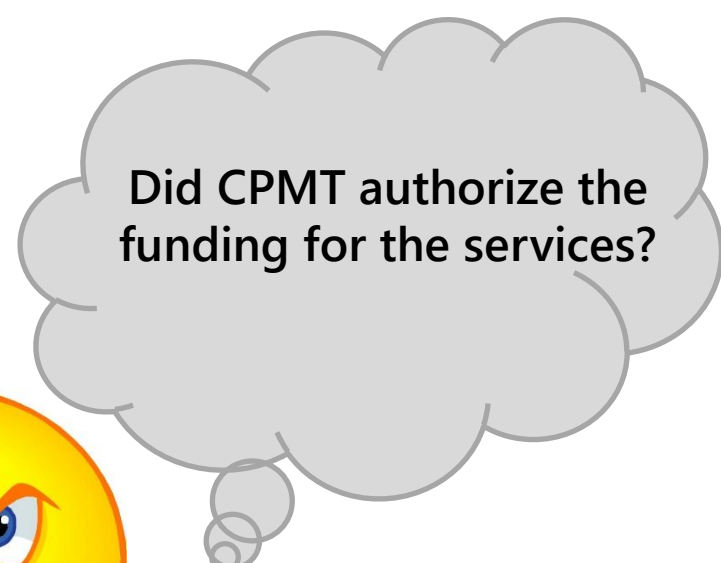 Did CPMT authorize the
funding for the services?